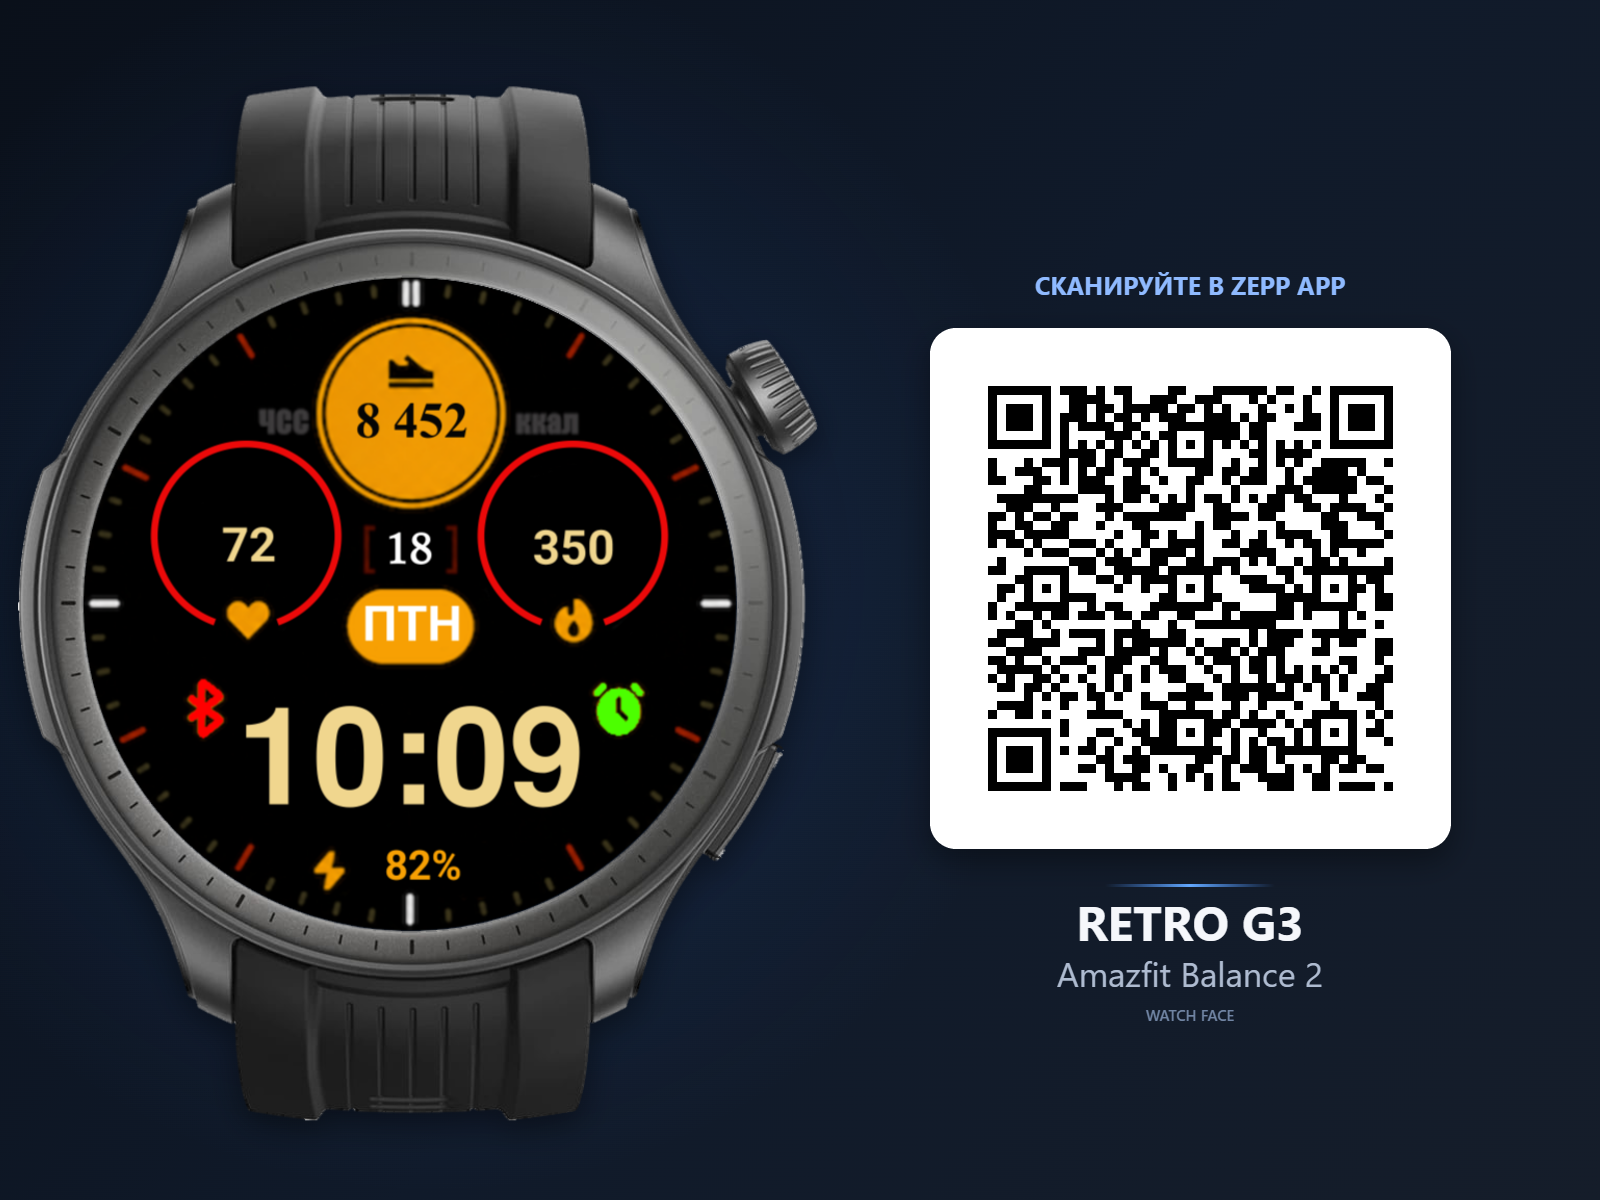 8 452
ЧСС
ккал
72
[ 18 ]
350
ПТН
10:09
82%
СКАНИРУЙТЕ В ZEPP APP
RETRO G3
Amazfit Balance 2
WATCH FACE